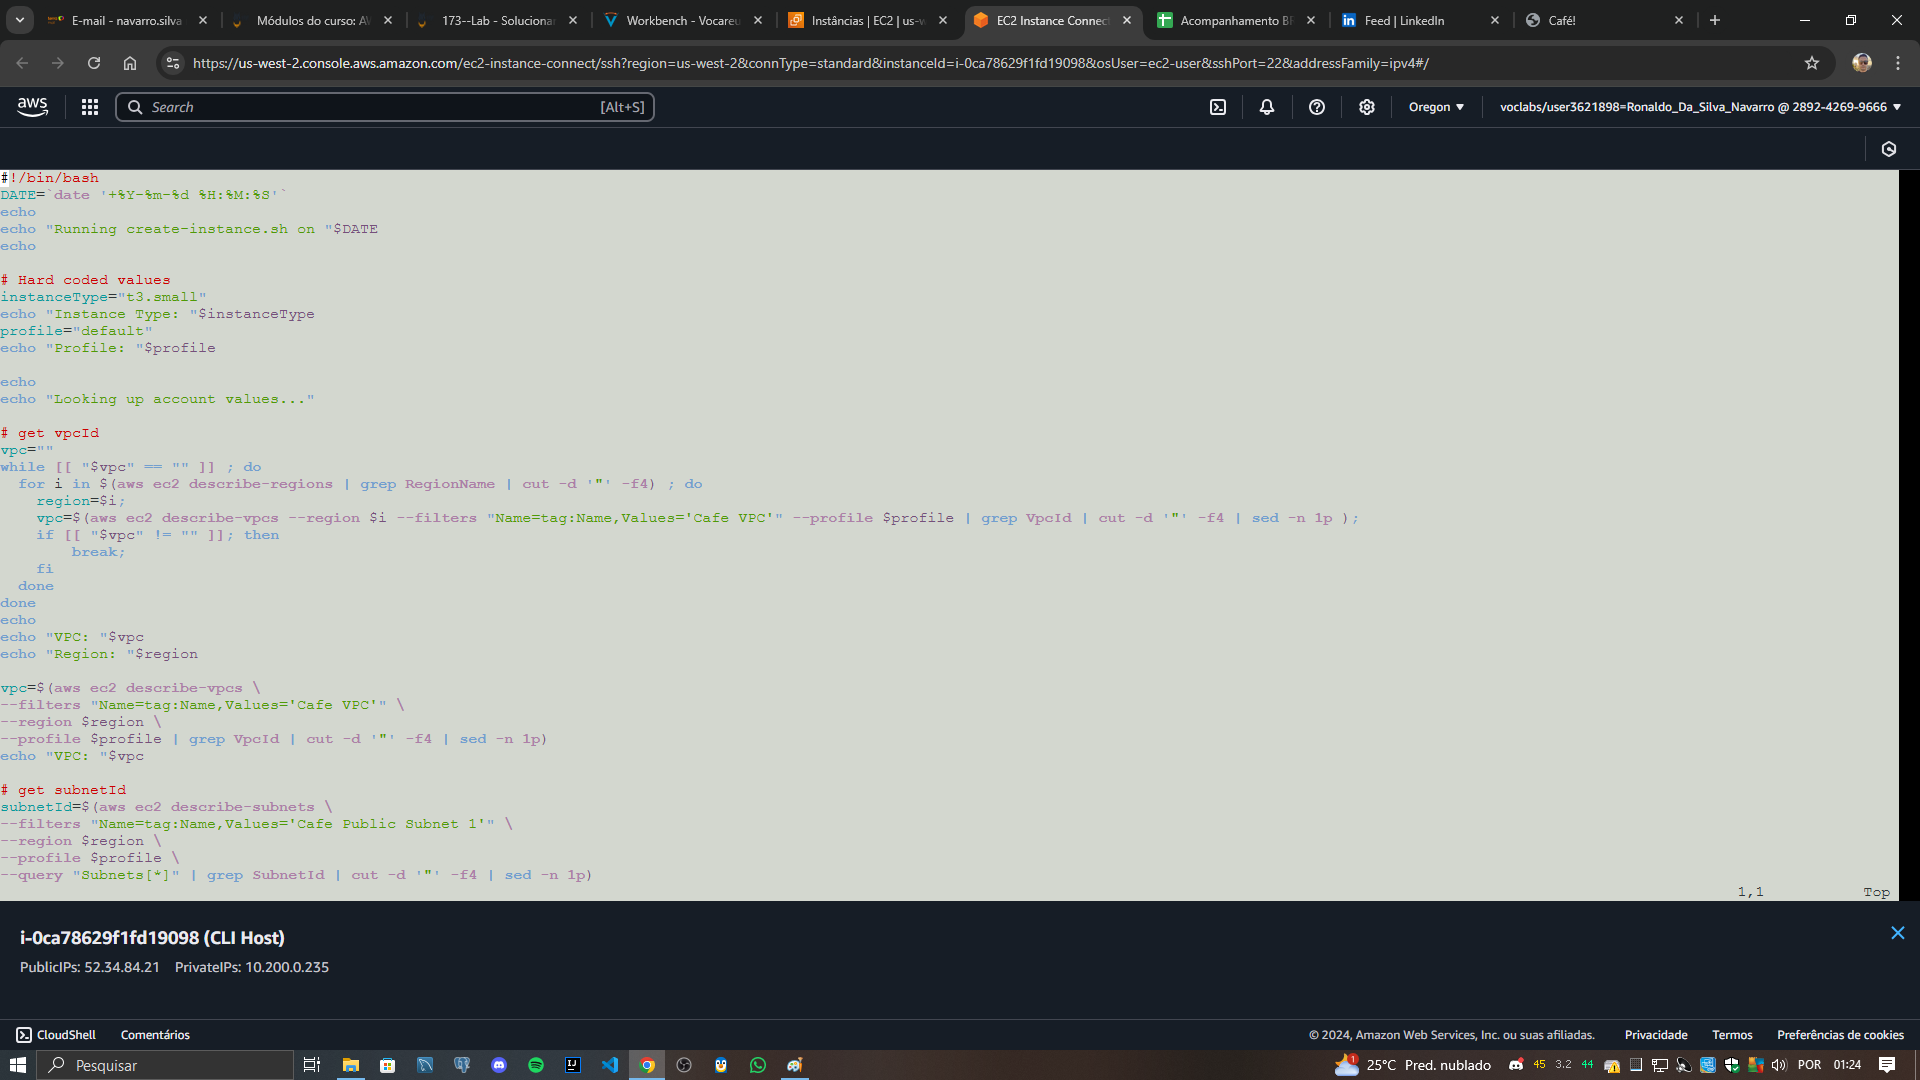 E-mail - navarro.silva
Módulos do curso: AW
173--Lab - Solucionan
Workbench - Vocareu
Instâncias | EC2 | us-w
EC2 Instance Connect
Acompanhamento BR
Feed | LinkedIn
Café!
https://us-west-2.console.aws.amazon.com/ec2-instance-connect/ssh?region=us-west-2&connType=standard&instanceId=i-0ca78629f1fd19098&osUser=ec2-user&sshPort=22&addressFamily=ipv4#/
aws
Search
[Alt+S]
Oregon
voclabs/user3621898=Ronaldo_Da_Silva_Navarro @ 2892-4269-9666
#!/bin/bash
DATE=`date '+%Y-%m-%d %H:%M:%S'`
echo
echo "Running create-instance.sh on "$DATE
echo
# Hard coded values
instanceType="t3.small"
echo "Instance Type: "$instanceType
profile="default"
echo "Profile: "$profile
echo
echo "Looking up account values..."
# get vpcId
vpc=""
while [[ "$vpc" == "" ]] ; do
  for i in $(aws ec2 describe-regions | grep RegionName | cut -d '"' -f4) ; do
    region=$i;
    vpc=$(aws ec2 describe-vpcs --region $i --filters "Name=tag:Name,Values='Cafe VPC'" --profile $profile | grep VpcId | cut -d '"' -f4 | sed -n 1p );
    if [[ "$vpc" != "" ]]; then
        break;
    fi
  done
done
echo
echo "VPC: "$vpc
echo "Region: "$region
vpc=$(aws ec2 describe-vpcs \
--filters "Name=tag:Name,Values='Cafe VPC'" \
--region $region \
--profile $profile | grep VpcId | cut -d '"' -f4 | sed -n 1p)
echo "VPC: "$vpc
# get subnetId
subnetId=$(aws ec2 describe-subnets \
--filters "Name=tag:Name,Values='Cafe Public Subnet 1'" \
--region $region \
--profile $profile \
--query "Subnets[*]" | grep SubnetId | cut -d '"' -f4 | sed -n 1p)
1,1 Top
i-0ca78629f1fd19098 (CLI Host)
PublicIPs: 52.34.84.21 PrivateIPs: 10.200.0.235
CloudShell
Comentários
© 2024, Amazon Web Services, Inc. ou suas afiliadas.
Privacidade
Termos
Preferências de cookies
Pesquisar
1
25°C Pred. nublado
45 3.2 44
POR
01:24